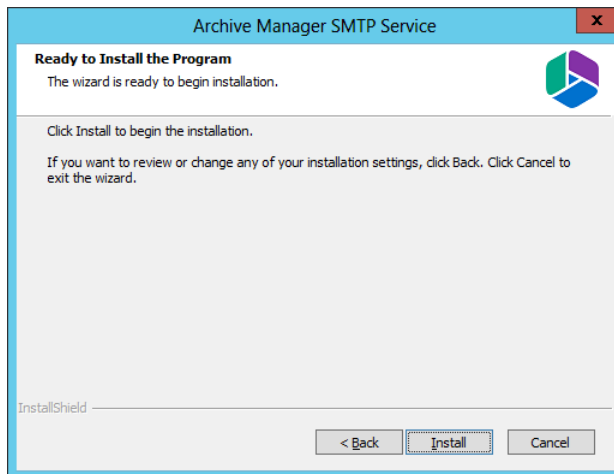 Archive Manager SMTP Service
x
Ready to Install the Program
The wizard is ready to begin installation.
Click Install to begin the installation.
If you want to review or change any of your installation settings, click Back. Click Cancel to
exit the wizard.
InstallShield
< Back
Install
Cancel